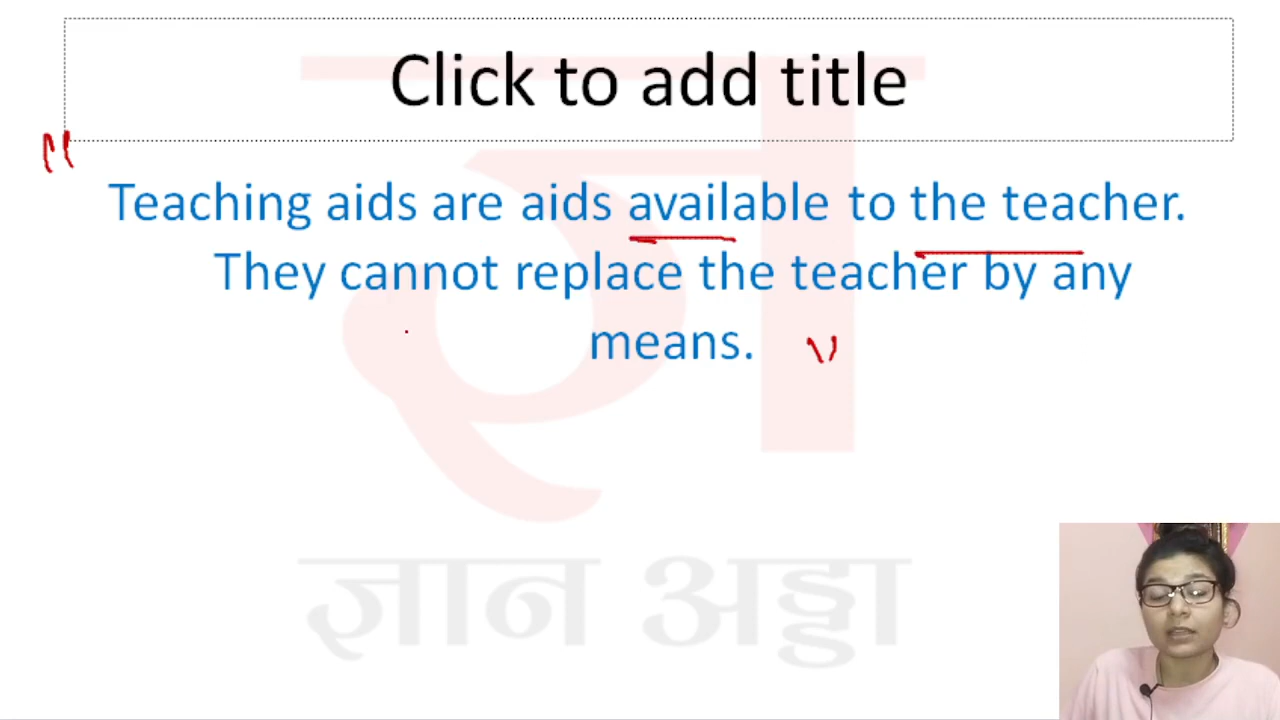 Click to add title
"
Teaching aids are aids available to the teacher.
They cannot replace the teacher by any
means. "
ज्ञान अड्डा